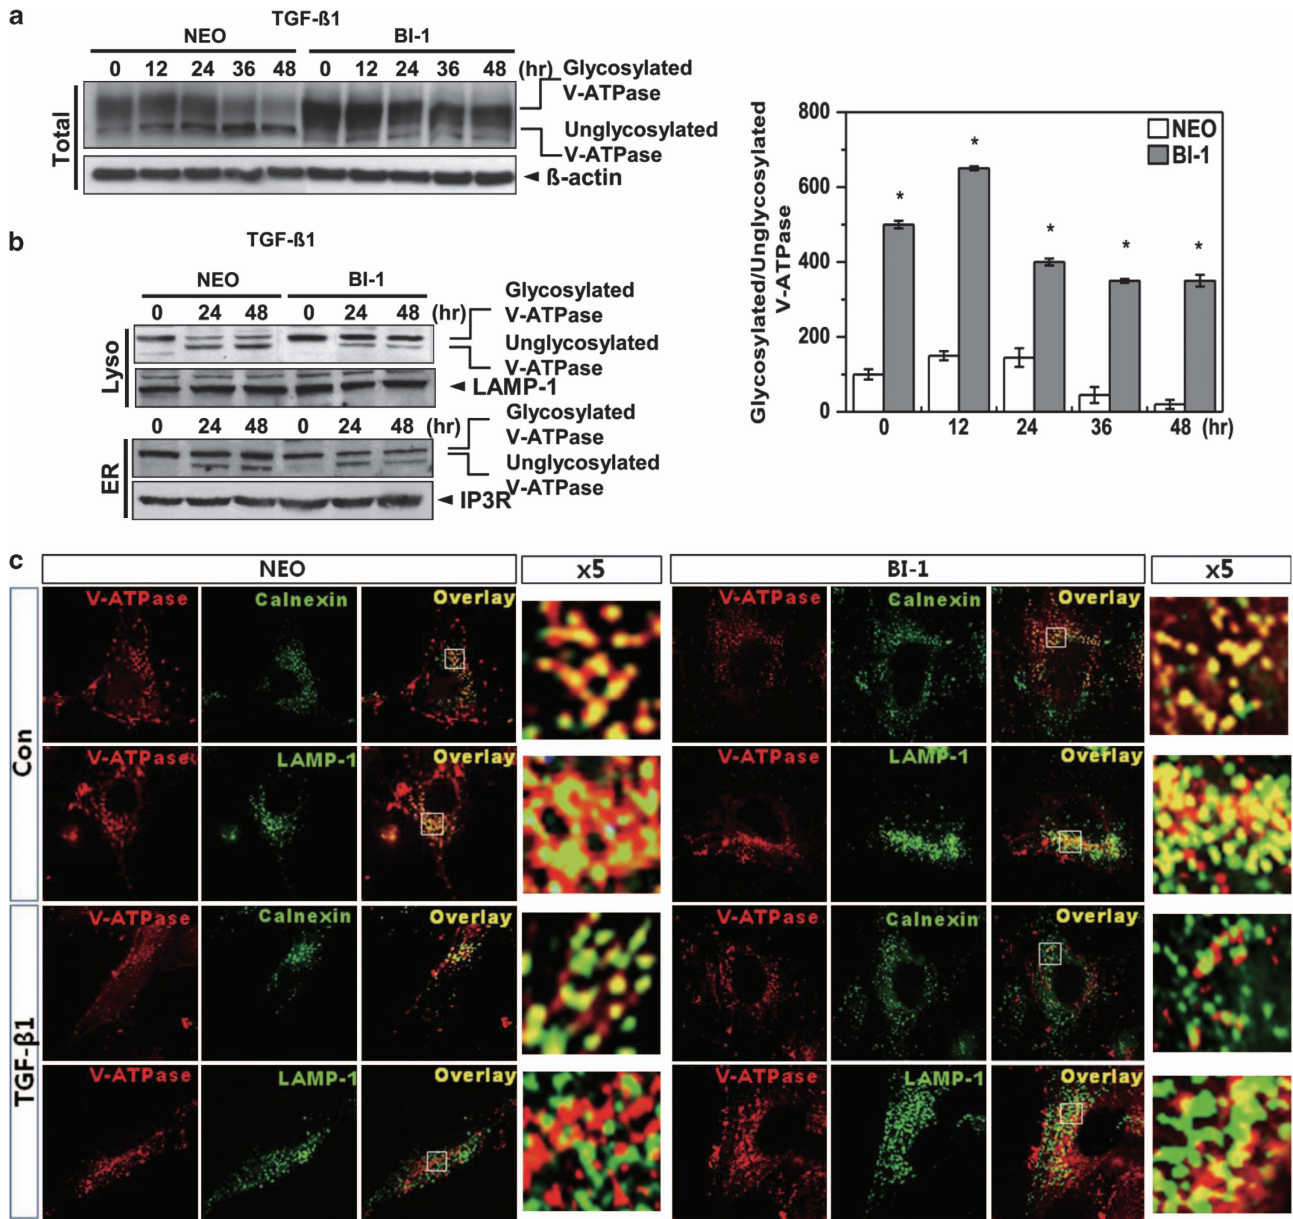 a
TGF-ß1
NEO BI-1
0 12 24 36 48 0 12 24 36 48 (hr)
Glycosylated
V-ATPase
Unglycosylated
V-ATPase
Total
ß-actin
Glycosylated/Unglycosylated
V-ATPase
800
600
400
200
0
NEO
BI-1
* * * * *
0 12 24 36 48 (hr)
b
TGF-ß1
NEO BI-1
0 24 48 0 24 48 (hr)
Glycosylated
V-ATPase
Unglycosylated
V-ATPase
Lyso
LAMP-1
0 24 48 0 24 48 (hr)
Glycosylated
V-ATPase
Unglycosylated
V-ATPase
ER
IP3R
c
NEO x5 BI-1 x5
Con
V-ATPase Calnexin Overlay V-ATPase Calnexin Overlay
V-ATPase LAMP-1 Overlay V-ATPase LAMP-1 Overlay
TGF-β1
V-ATPase Calnexin Overlay V-ATPase Calnexin Overlay
V-ATPase LAMP-1 Overlay V-ATPase LAMP-1 Overlay